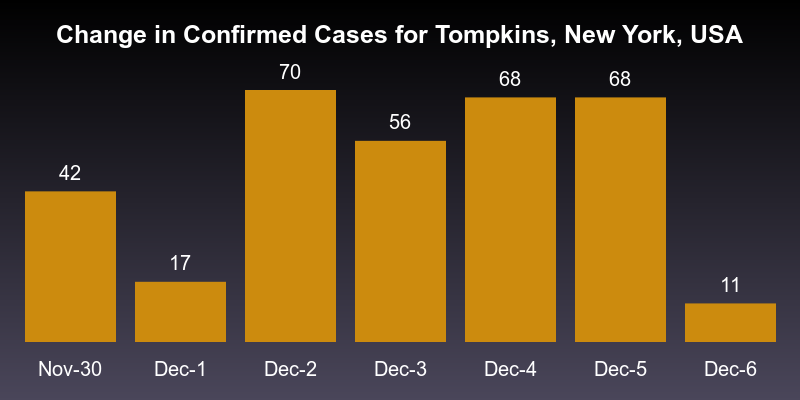 Change in Confirmed Cases for Tompkins, New York, USA
42
17
70
56
68
68
11
Nov-30
Dec-1
Dec-2
Dec-3
Dec-4
Dec-5
Dec-6